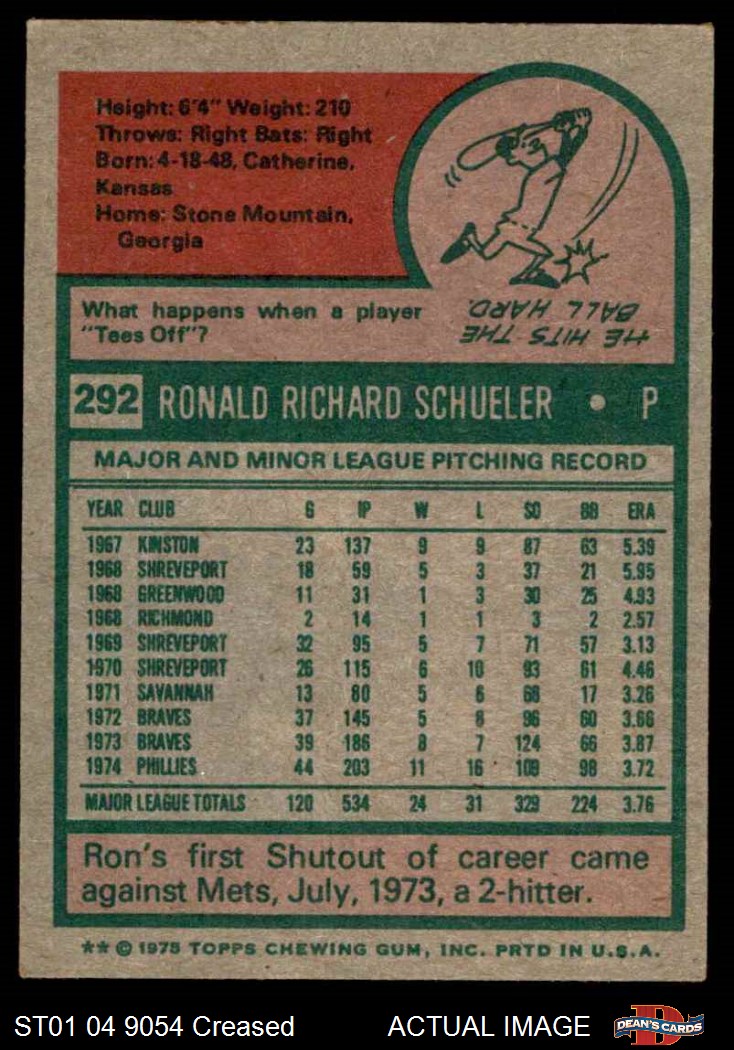 Height: 6'4" Weight: 210
Throws: Right Bats: Right
Born: 4-18-48, Catherine,
Kansas
Home: Stone Mountain,
Georgia
What happens when a player
"Tees Off"?
HE HITS THE
BALL HARD.
292 RONALD RICHARD SCHUELER • P
MAJOR AND MINOR LEAGUE PITCHING RECORD
YEAR CLUB G IP W L SO BB ERA
1967 KINSTON 23 137 9 9 87 63 5.39
1968 SHREVEPORT 18 59 5 3 37 21 5.95
1968 GREENWOOD 11 31 1 3 30 25 4.93
1968 RICHMOND 2 14 1 1 3 2 2.57
1969 SHREVEPORT 32 95 5 7 71 57 3.13
1970 SHREVEPORT 26 115 6 10 93 61 4.46
1971 SAVANNAH 13 80 5 6 68 17 3.26
1972 BRAVES 37 145 5 8 96 60 3.66
1973 BRAVES 39 186 8 7 124 66 3.87
1974 PHILLIES 44 203 11 16 109 98 3.72
MAJOR LEAGUE TOTALS 120 534 24 31 329 224 3.76
Ron's first Shutout of career came
against Mets, July, 1973, a 2-hitter.
** © 1975 TOPPS CHEWING GUM, INC. PRTD IN U.S.A.
ST01 04 9054 Creased ACTUAL IMAGE
DEAN'S CARDS